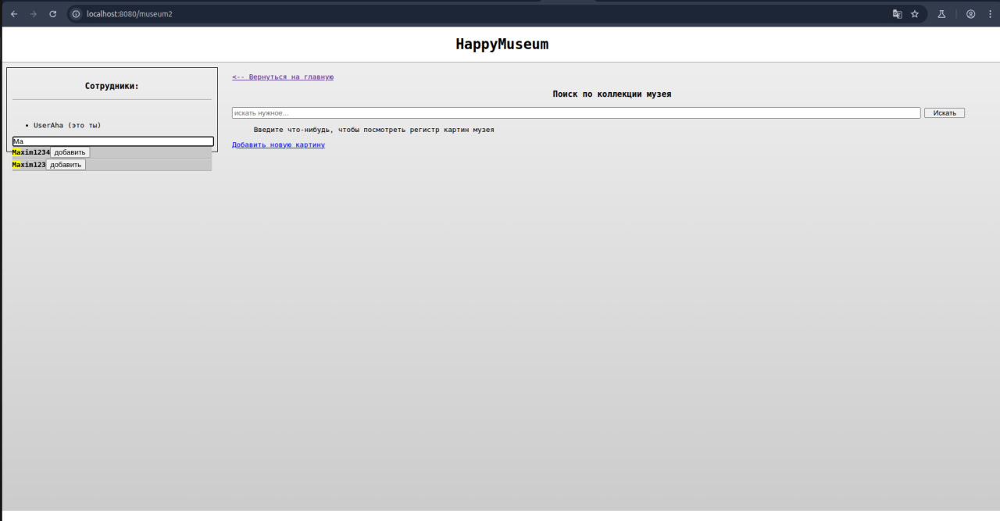 localhost:8080/museum2
HappyMuseum
Сотрудники:
• UserAha (это ты)
Ma
Maxim1234 добавить
Maxim123 добавить
<-- Вернуться на главную
Поиск по коллекции музея
искать нужное... Искать
Введите что-нибудь, чтобы посмотреть регистр картин музея
Добавить новую картину